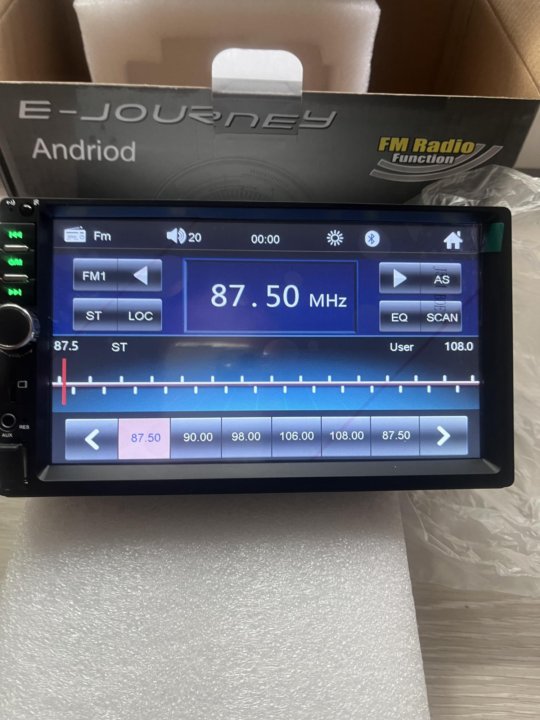 E-JOURNEY
Andriod
FM Radio
Function
Fm 20 00:00
FM1 87.50 MHz AS
ST LOC EQ SCAN
87.5 ST User 108.0
87.50 90.00 98.00 106.00 108.00 87.50
RES
AUX